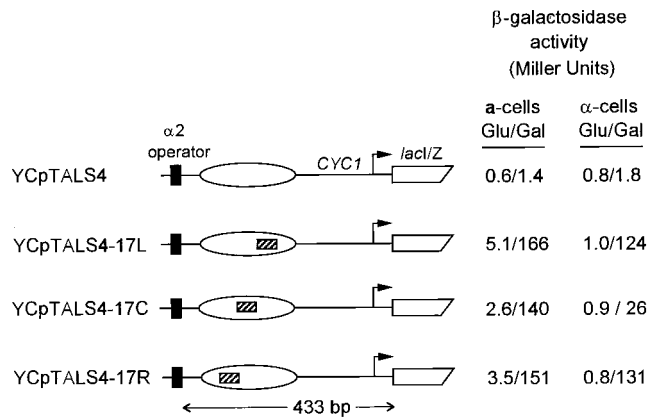 β-galactosidase
activity
(Miller Units)
a-cells α-cells
Glu/Gal Glu/Gal
α2
operator
CYC1
lacI/Z
YCpTALS4 0.6/1.4 0.8/1.8
YCpTALS4-17L 5.1/166 1.0/124
YCpTALS4-17C 2.6/140 0.9 / 26
YCpTALS4-17R 3.5/151 0.8/131
433 bp